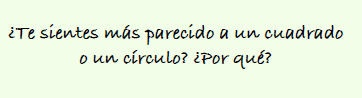 ¿Te sientes más parecido a un cuadrado
o un círculo? ¿Por qué?